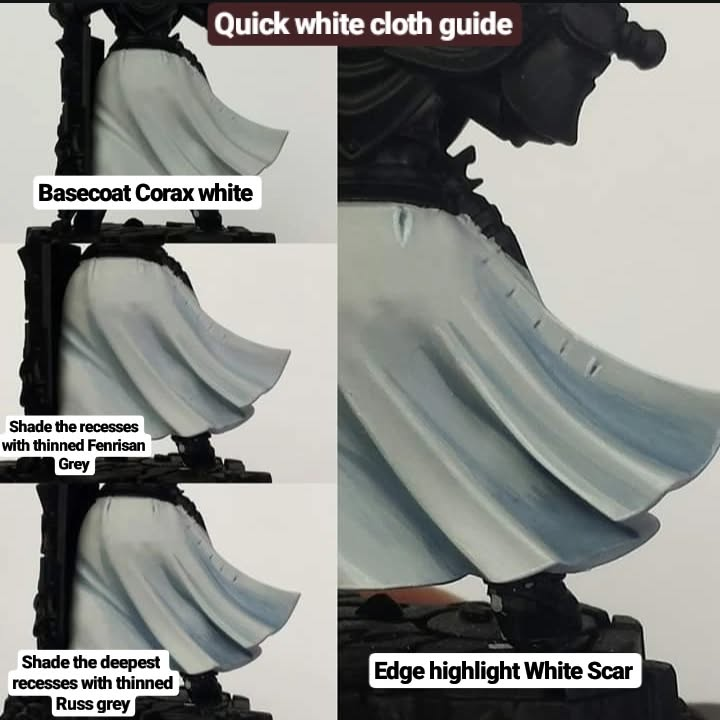 Quick white cloth guide
Basecoat Corax white
Shade the recesses
with thinned Fenrisan
Grey
Shade the deepest
recesses with thinned
Russ grey
Edge highlight White Scar